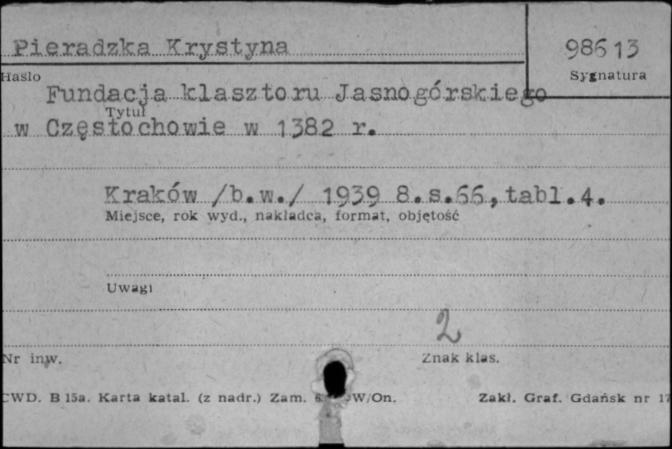 Pieradzka Krystyna
98613
Hasło
Sygnatura
Fundacja klasztoru Jasnogórskiego
Tytuł
w Częstochowie w 1382 r.
Kraków /b.w./ 1939 8.s.66,tabl.4.
Miejsce, rok wyd., nakładca, format, objętość
Uwagi
2
Nr inw.
Znak klas.
CWD. B 15a. Karta katal. (z nadr.) Zam. W/On.
Zakł. Graf. Gdańsk nr 17